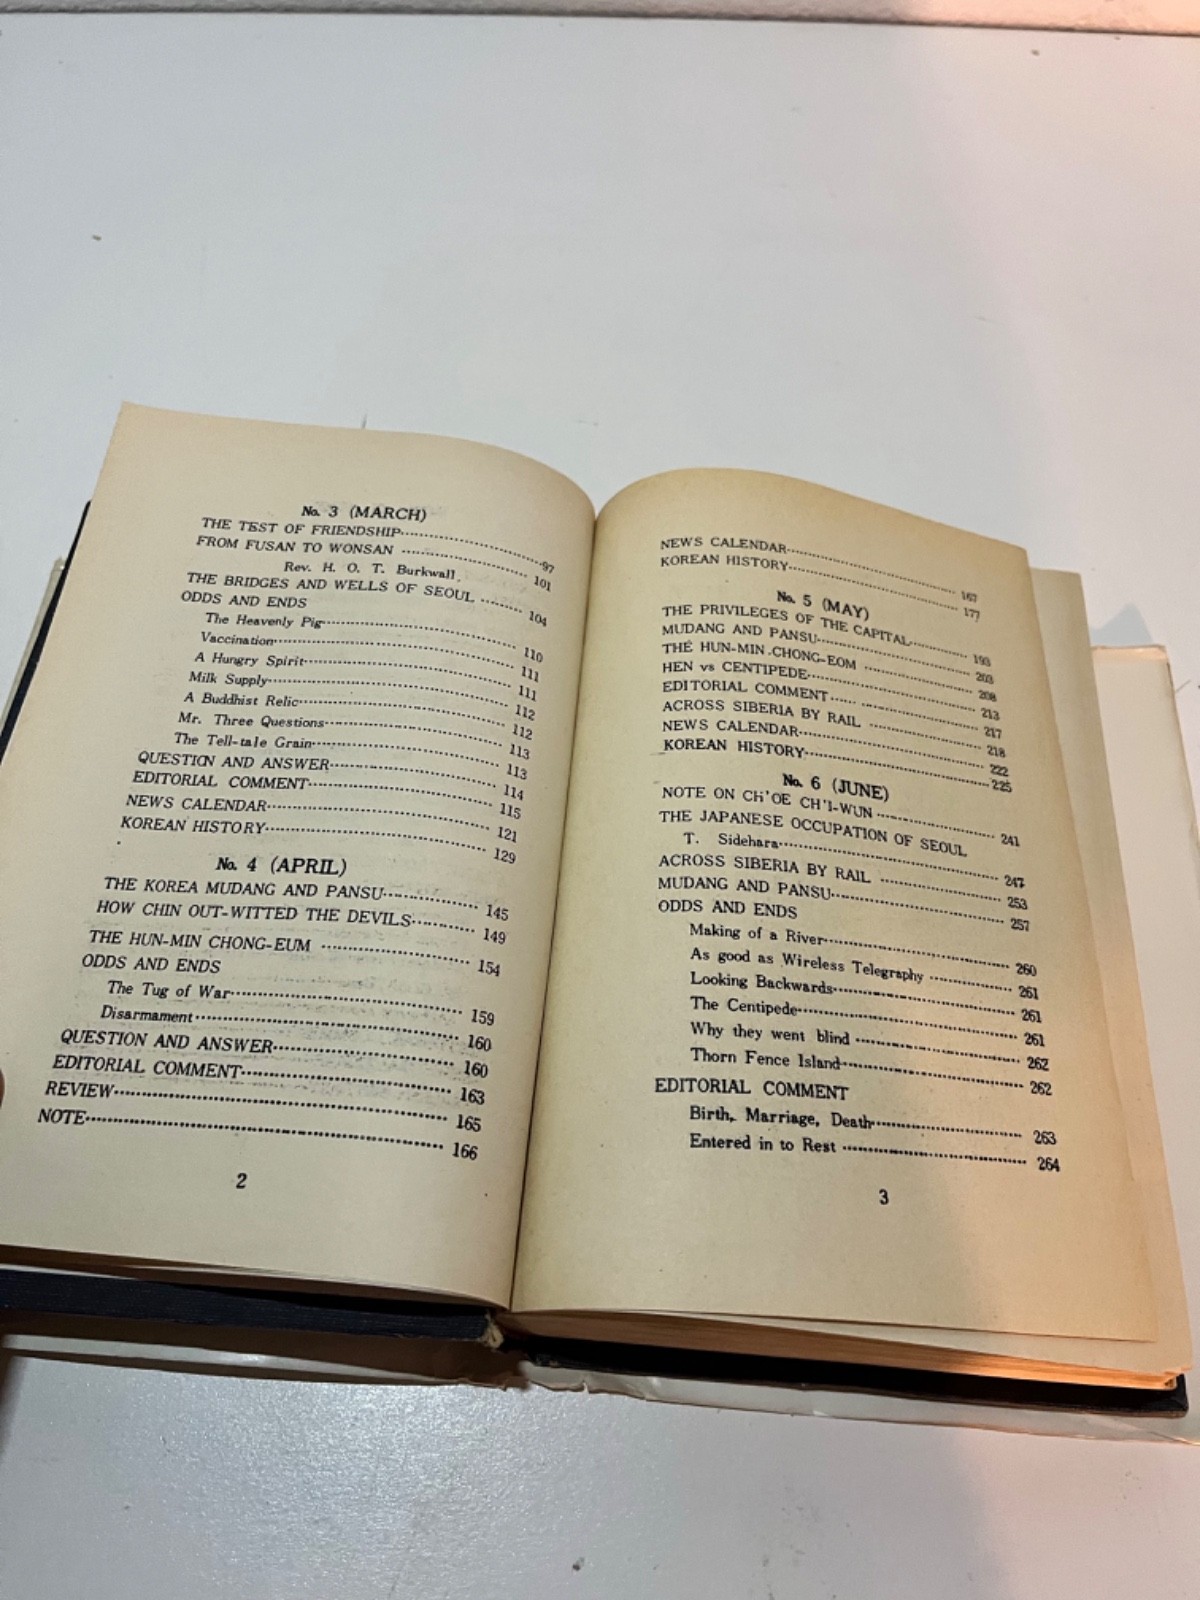 No. 3 (MARCH)
THE TEST OF FRIENDSHIP 97
FROM FUSAN TO WONSAN 101
Rev. H. O. T. Burkwall
THE BRIDGES AND WELLS OF SEOUL 104
ODDS AND ENDS
The Heavenly Pig 110
Vaccination 111
A Hungry Spirit 111
Milk Supply 112
A Buddhist Relic 112
Mr. Three Questions 113
The Tell-tale Grain 113
QUESTION AND ANSWER 114
EDITORIAL COMMENT 115
NEWS CALENDAR 121
KOREAN HISTORY 129
No. 4 (APRIL)
THE KOREA MUDANG AND PANSU 145
HOW CHIN OUT-WITTED THE DEVILS 149
THE HUN-MIN CHONG-EUM 154
ODDS AND ENDS
The Tug of War 159
Disarmament 160
QUESTION AND ANSWER 160
EDITORIAL COMMENT 163
REVIEW 165
NOTE 166
2
NEWS CALENDAR 167
KOREAN HISTORY 177
No. 5 (MAY)
THE PRIVILEGES OF THE CAPITAL 193
MUDANG AND PANSU 203
THE HUN-MIN CHONG-EOM 208
HEN vs CENTIPEDE 213
EDITORIAL COMMENT 217
ACROSS SIBERIA BY RAIL 218
NEWS CALENDAR 222
KOREAN HISTORY 225
No. 6 (JUNE)
NOTE ON CH'OE CH'I-WUN 241
THE JAPANESE OCCUPATION OF SEOUL
T. Sidehara 247
ACROSS SIBERIA BY RAIL 253
MUDANG AND PANSU 257
ODDS AND ENDS
Making of a River 260
As good as Wireless Telegraphy 261
Looking Backwards 261
The Centipede 261
Why they went blind 262
Thorn Fence Island 262
EDITORIAL COMMENT
Birth, Marriage, Death 263
Entered in to Rest 264
3